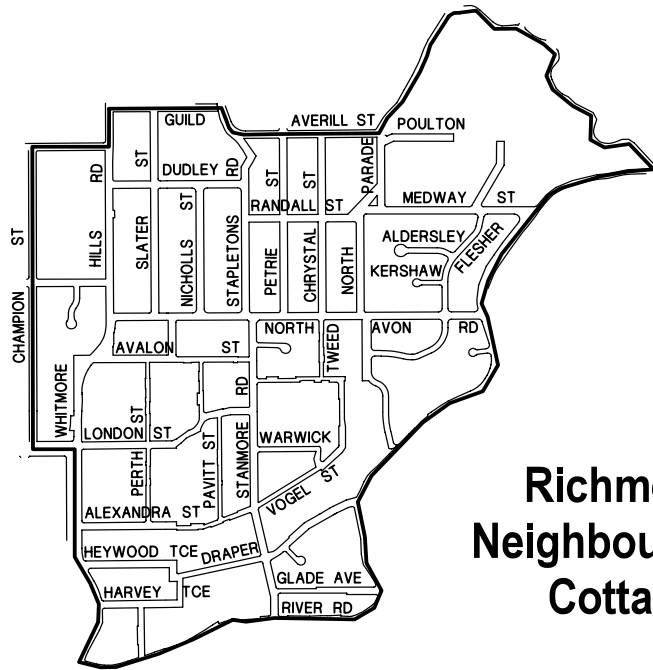 GUILD
AVERILL ST
POULTON
DUDLEY RD
ST
RD
ST
ST
PARADE
MEDWAY ST
RANDALL ST
ST
ST
HILLS
SLATER
NICHOLLS
STAPLETONS
PETRIE
CHRYSTAL
NORTH
ALDERSLEY
KERSHAW
FLESHER
CHAMPION
NORTH AVON RD
AVALON ST
TWEED
WHITMORE
RD
ST
LONDON ST
PERTH
PAVITT ST
STANMORE
WARWICK
ALEXANDRA ST
VOGEL ST
HEYWOOD TCE
DRAPER
HARVEY TCE
GLADE AVE
RIVER RD
Richm
Neighbou
Cotta